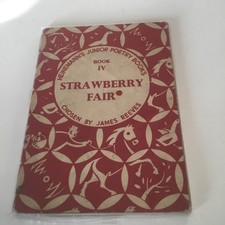 HEINEMANN'S JUNIOR POETRY BOOKS
BOOK
IV
STRAWBERRY
FAIR
CHOSEN BY JAMES REEVES